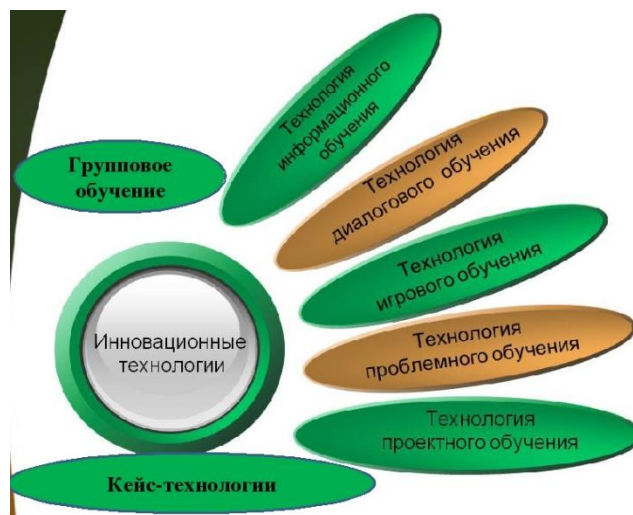 Технология
информационного
обучения
Групповое
обучение
Технология
диалогового обучения
Технология
игрового обучения
Инновационные
технологии
Технология
проблемного обучения
Технология
проектного обучения
Кейс-технологии